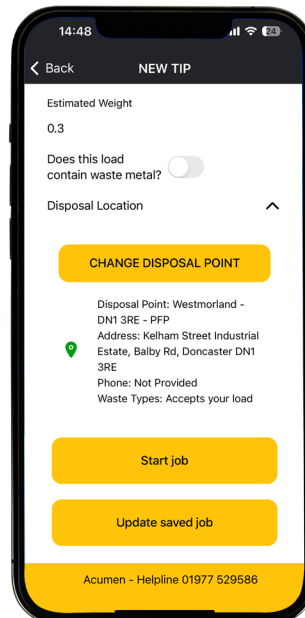 14:48
24
Back
NEW TIP
Estimated Weight
0.3
Does this load
contain waste metal?
Disposal Location
CHANGE DISPOSAL POINT
Disposal Point: Westmorland -
DN1 3RE - PFP
Address: Kelham Street Industrial
Estate, Balby Rd, Doncaster DN1
3RE
Phone: Not Provided
Waste Types: Accepts your load
Start job
Update saved job
Acumen - Helpline 01977 529586